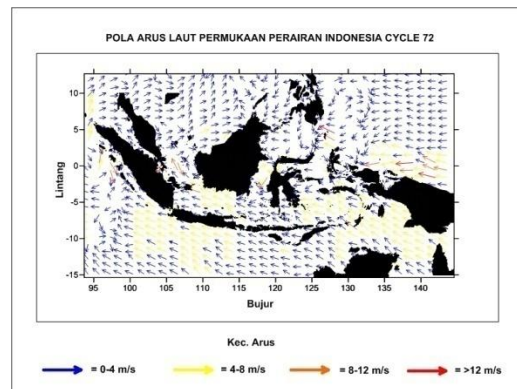 POLA ARUS LAUT PERMUKAAN PERAIRAN INDONESIA CYCLE 72
10
5
0
-5
-10
-15
Lintang
95 100 105 110 115 120 125 130 135 140
Bujur
Kec. Arus
= 0-4 m/s = 4-8 m/s = 8-12 m/s = >12 m/s